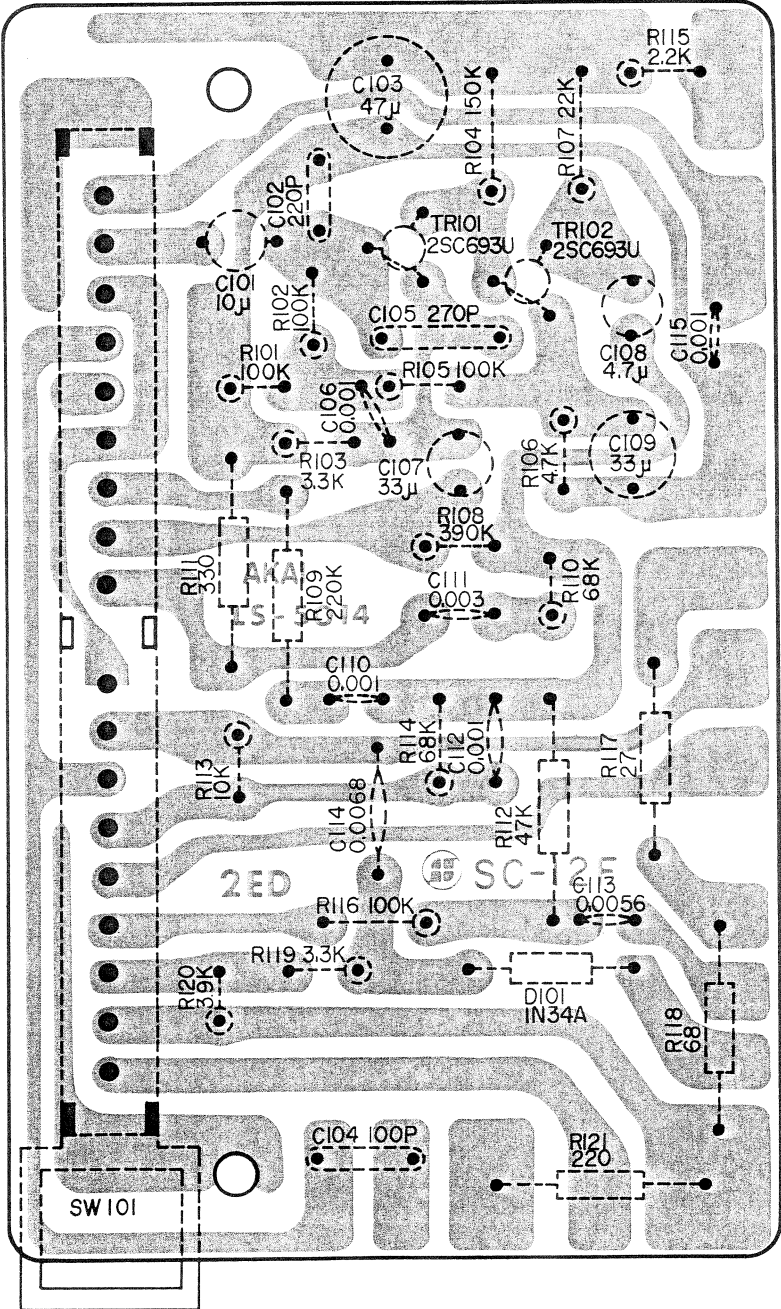 R115
2.2K
C103
47μ
R104 150K
R107 22K
C102
220P
TR101
2SC693U
TR102
2SC693U
C101
10μ
R102
100K
C105 270P
C108
4.7μ
C115
0.001
R101
100K
C106
0.001
R105 100K
R103
3.3K
C107
33μ
R106
4.7K
C109
33μ
R108
390K
R111
330
AKA
R109
220K
C111
0.003
R110
68K
C110
0.001
R113
10K
R114
68K
C112
0.001
R117
27
C114
0.0068
R112
47K
2ED
SC-12F
C113
0.0056
R116 100K
R119 3.3K
R120
3.9K
D101
1N34A
R118
68
C104 100P
R121
220
SW101